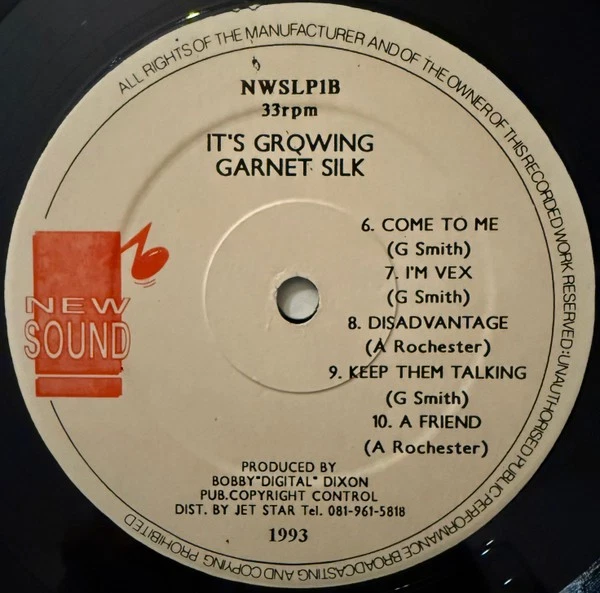 ALL RIGHTS OF THE MANUFACTURER AND OF THE OWNER OF THIS RECORDED WORK RESERVED: UNAUTHORISED PUBLIC PERFORMANCE BROADCASTING AND COPYING PROHIBITED
NWSLP1B
33rpm
IT'S GROWING
GARNET SILK
NEW
SOUND
6. COME TO ME
(G Smith)
7. I'M VEX
(G Smith)
8. DISADVANTAGE
(A Rochester)
9. KEEP THEM TALKING
(G Smith)
10. A FRIEND
(A Rochester)
PRODUCED BY
BOBBY"DIGITAL" DIXON
PUB.COPYRIGHT CONTROL
DIST. BY JET STAR Tel. 081-961-5818
1993